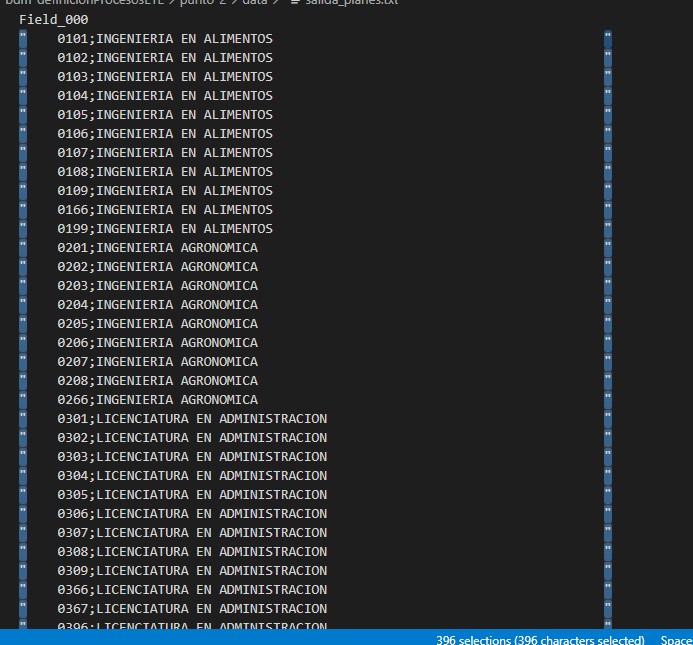 bdm-definicionProcesosETL > punto-2 > data > salida_planes.txt
Field_000
" 0101;INGENIERIA EN ALIMENTOS "
" 0102;INGENIERIA EN ALIMENTOS "
" 0103;INGENIERIA EN ALIMENTOS "
" 0104;INGENIERIA EN ALIMENTOS "
" 0105;INGENIERIA EN ALIMENTOS "
" 0106;INGENIERIA EN ALIMENTOS "
" 0107;INGENIERIA EN ALIMENTOS "
" 0108;INGENIERIA EN ALIMENTOS "
" 0109;INGENIERIA EN ALIMENTOS "
" 0166;INGENIERIA EN ALIMENTOS "
" 0199;INGENIERIA EN ALIMENTOS "
" 0201;INGENIERIA AGRONOMICA "
" 0202;INGENIERIA AGRONOMICA "
" 0203;INGENIERIA AGRONOMICA "
" 0204;INGENIERIA AGRONOMICA "
" 0205;INGENIERIA AGRONOMICA "
" 0206;INGENIERIA AGRONOMICA "
" 0207;INGENIERIA AGRONOMICA "
" 0208;INGENIERIA AGRONOMICA "
" 0266;INGENIERIA AGRONOMICA "
" 0301;LICENCIATURA EN ADMINISTRACION "
" 0302;LICENCIATURA EN ADMINISTRACION "
" 0303;LICENCIATURA EN ADMINISTRACION "
" 0304;LICENCIATURA EN ADMINISTRACION "
" 0305;LICENCIATURA EN ADMINISTRACION "
" 0306;LICENCIATURA EN ADMINISTRACION "
" 0307;LICENCIATURA EN ADMINISTRACION "
" 0308;LICENCIATURA EN ADMINISTRACION "
" 0309;LICENCIATURA EN ADMINISTRACION "
" 0366;LICENCIATURA EN ADMINISTRACION "
" 0367;LICENCIATURA EN ADMINISTRACION "
" 0396;LICENCIATURA EN ADMINISTRACION "
396 selections (396 characters selected) Space